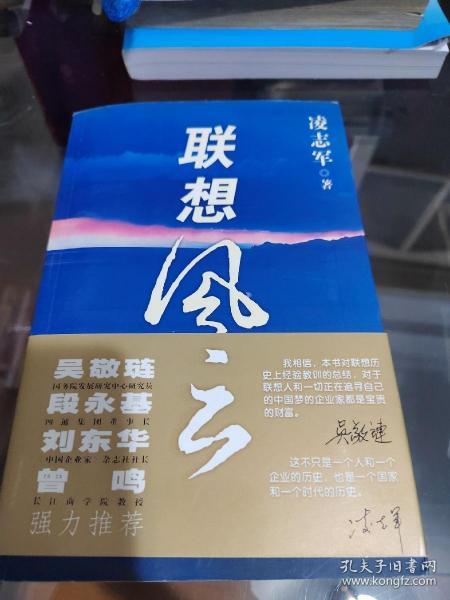 凌志军 著
联想
风云
吴敬琏
国务院发展研究中心研究员
段永基
四通集团董事长
刘东华
中国企业家 杂志社社长
曾鸣
长江商学院教授
强力推荐
我相信,本书对联想历
史上经验教训的总结,对于
联想人和一切正在追寻自己
的中国梦的企业家都是宝贵
的财富。
吴敬琏
这不只是一个人和一个
企业的历史,也是一个国家
和一个时代的历史。
凌志军
孔夫子旧书网
www.kongfz.com